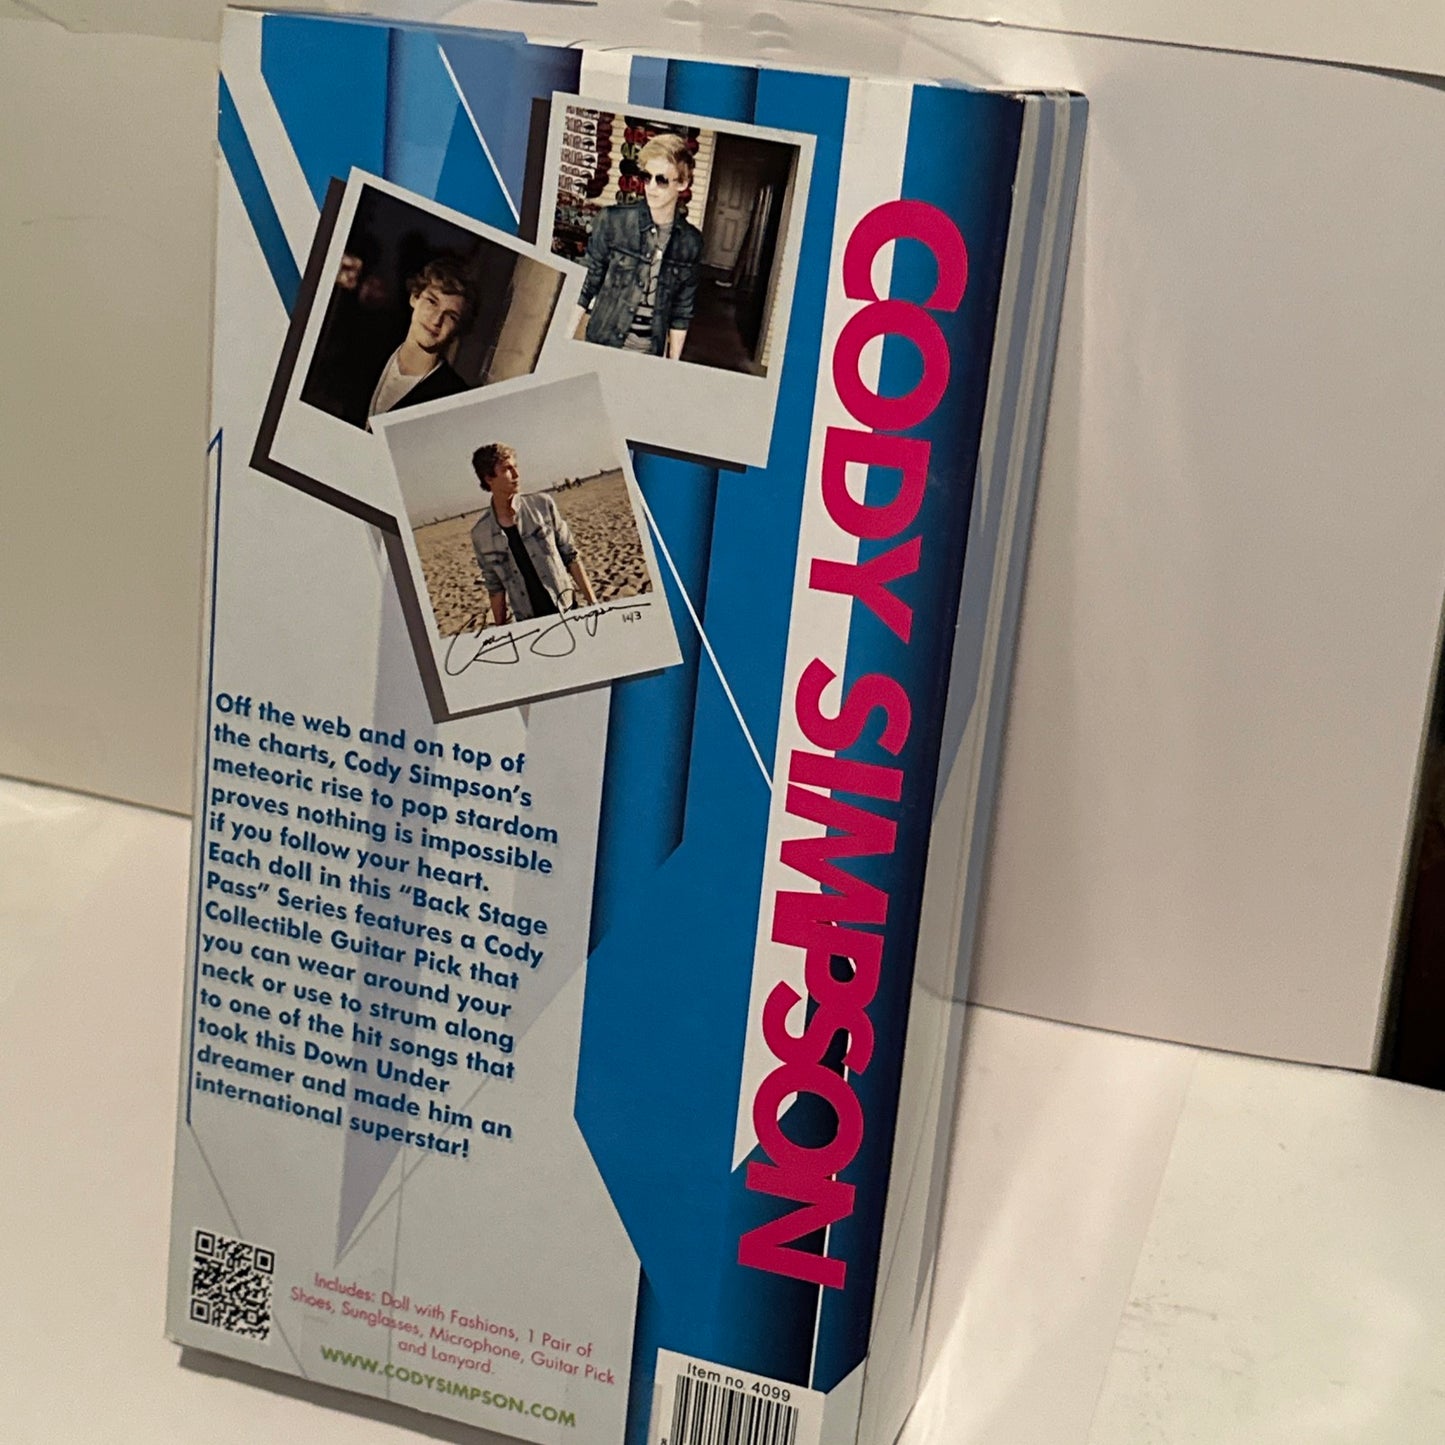 CODY SIMPSON
Cody Simpson 143
Off the web and on top of
the charts, Cody Simpson's
meteoric rise to pop stardom
proves nothing is impossible
if you follow your heart.
Each doll in this "Back Stage
Pass" Series features a Cody
Collectible Guitar Pick that
you can wear around your
neck or use to strum along
to one of the hit songs that
took this Down Under
dreamer and made him an
international superstar!
Includes: Doll with Fashions, 1 Pair of
Shoes, Sunglasses, Microphone, Guitar Pick
and Lanyard.
WWW.CODYSIMPSON.COM
Item no. 4099
8